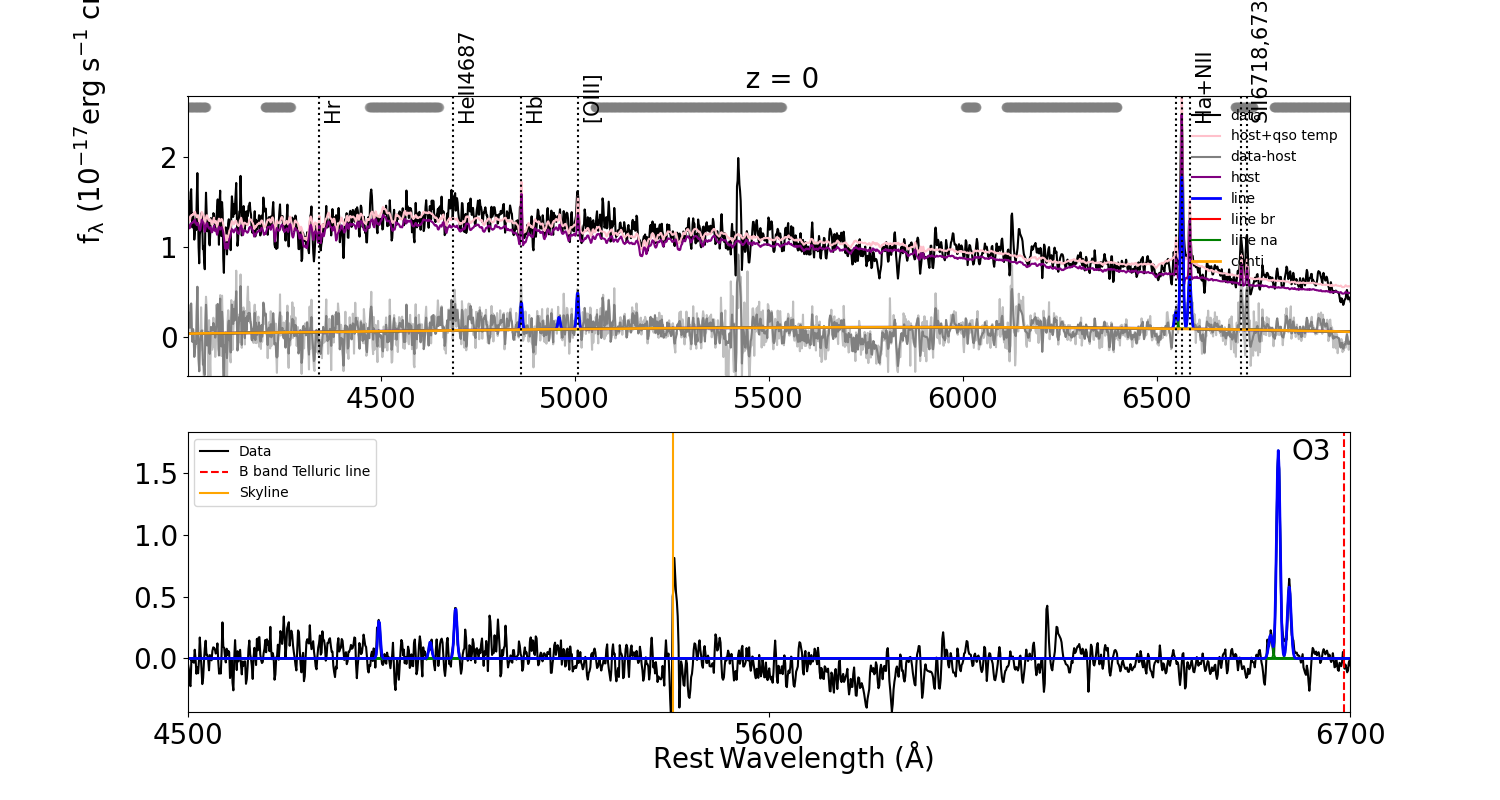 z = 0
fλ (10−17erg s−1 c
Hr
HeII4687
Hb
[OIII]
Ha+NII
SII6718,673
data
host+qso temp
data-host
host
line
line br
line na
conti
2
1
0
4500
5000
5500
6000
6500
Data
B band Telluric line
Skyline
O3
1.5
1.0
0.5
0.0
4500
5600
6700
Rest Wavelength (Å)